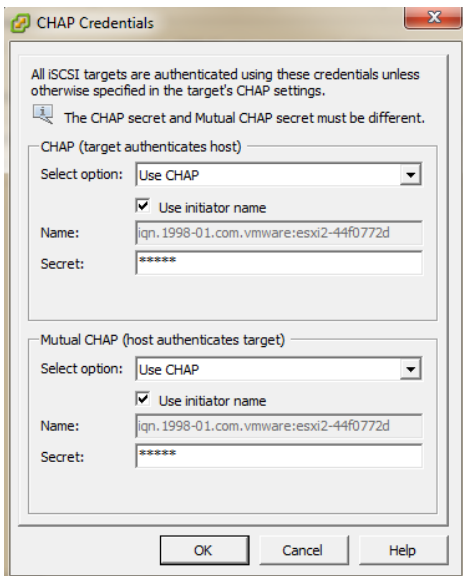 CHAP Credentials
All iSCSI targets are authenticated using these credentials unless
otherwise specified in the target's CHAP settings.
The CHAP secret and Mutual CHAP secret must be different.
CHAP (target authenticates host)
Select option: Use CHAP
Use initiator name
Name: iqn.1998-01.com.vmware:esxi2-44f0772d
Secret: *****
Mutual CHAP (host authenticates target)
Select option: Use CHAP
Use initiator name
Name: iqn.1998-01.com.vmware:esxi2-44f0772d
Secret: *****
OK Cancel Help